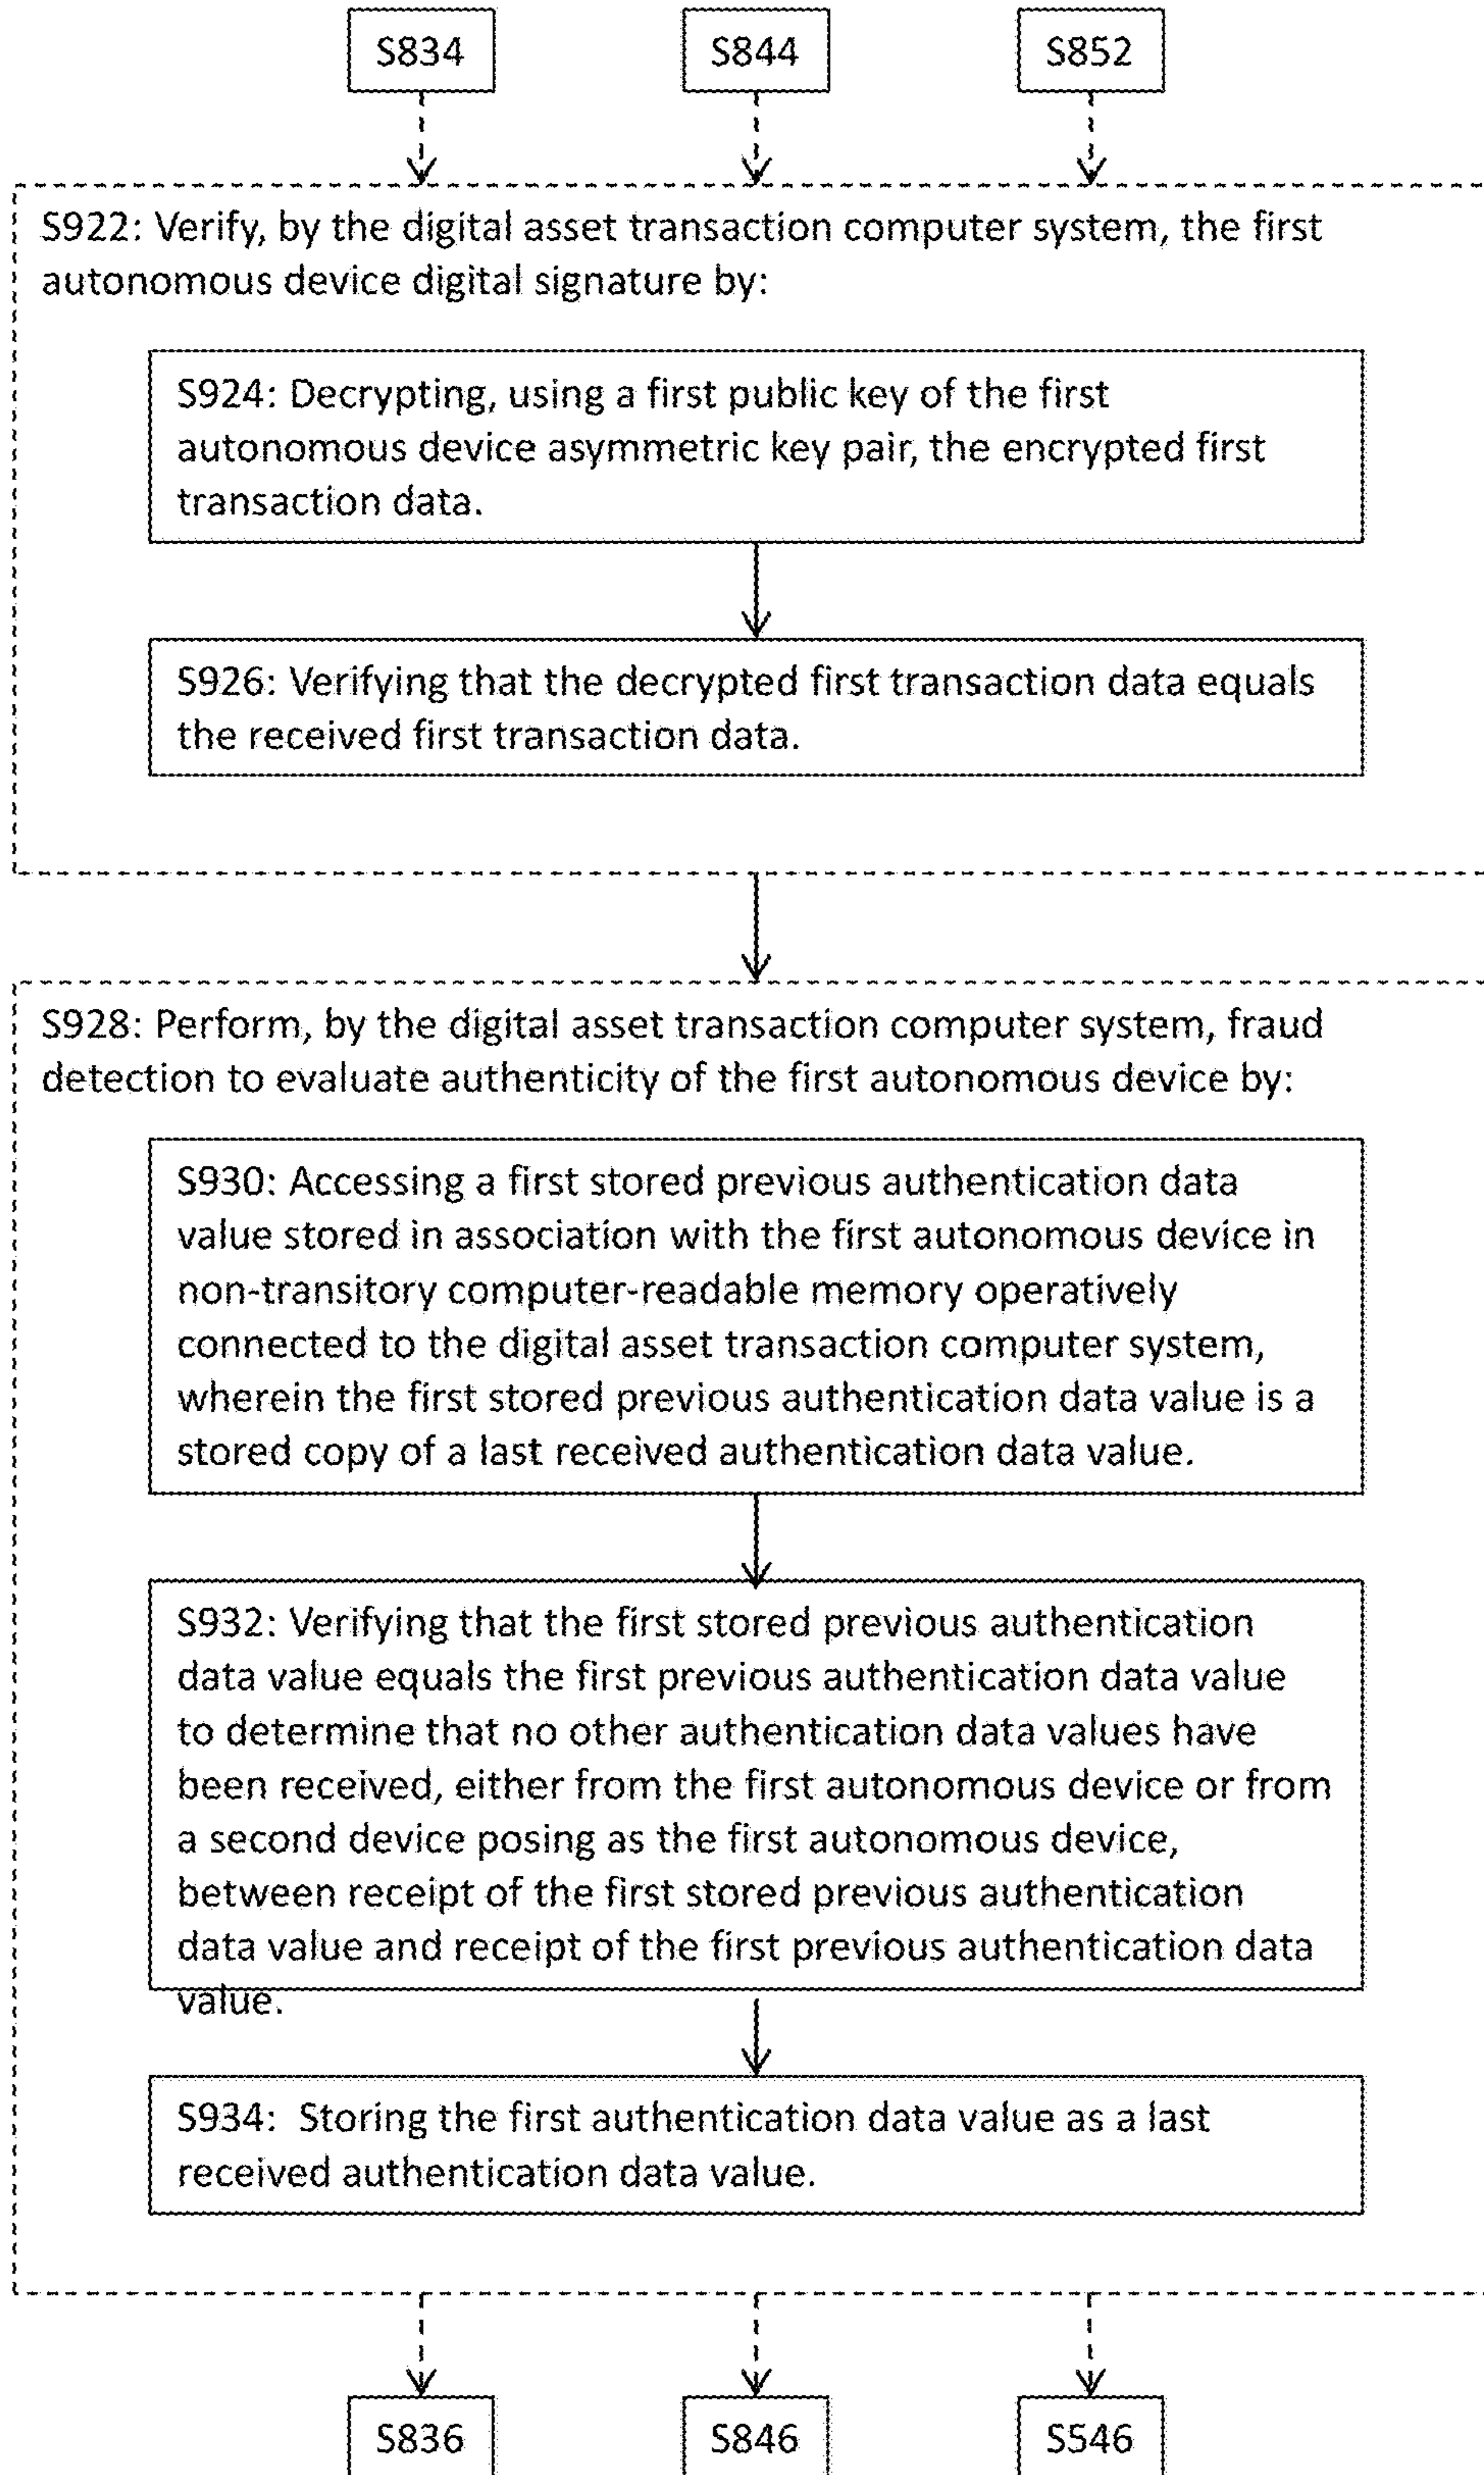 S834
S844
S852
S922: Verify, by the digital asset transaction computer system, the first
autonomous device digital signature by:
S924: Decrypting, using a first public key of the first
autonomous device asymmetric key pair, the encrypted first
transaction data.
S926: Verifying that the decrypted first transaction data equals
the received first transaction data.
S928: Perform, by the digital asset transaction computer system, fraud
detection to evaluate authenticity of the first autonomous device by:
S930: Accessing a first stored previous authentication data
value stored in association with the first autonomous device in
non-transitory computer-readable memory operatively
connected to the digital asset transaction computer system,
wherein the first stored previous authentication data value is a
stored copy of a last received authentication data value.
S932: Verifying that the first stored previous authentication
data value equals the first previous authentication data value
to determine that no other authentication data values have
been received, either from the first autonomous device or from
a second device posing as the first autonomous device,
between receipt of the first stored previous authentication
data value and receipt of the first previous authentication data
value.
S934: Storing the first authentication data value as a last
received authentication data value.
S836
S846
S546